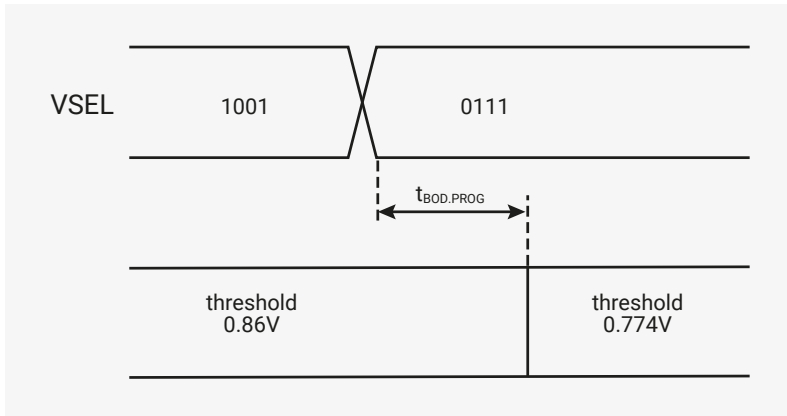 VSEL
1001
0111
tBOD.PROG
threshold
0.86V
threshold
0.774V